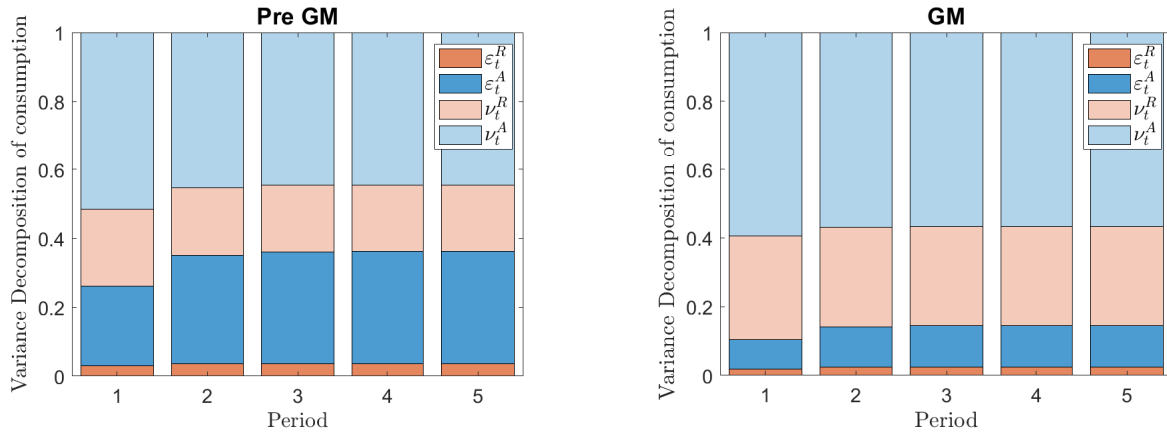 Pre GM
Variance Decomposition of consumption
1
0.8
0.6
0.4
0.2
0
ε_t^R
ε_t^A
ν_t^R
ν_t^A
1 2 3 4 5
Period
GM
Variance Decomposition of consumption
1
0.8
0.6
0.4
0.2
0
ε_t^R
ε_t^A
ν_t^R
ν_t^A
1 2 3 4 5
Period